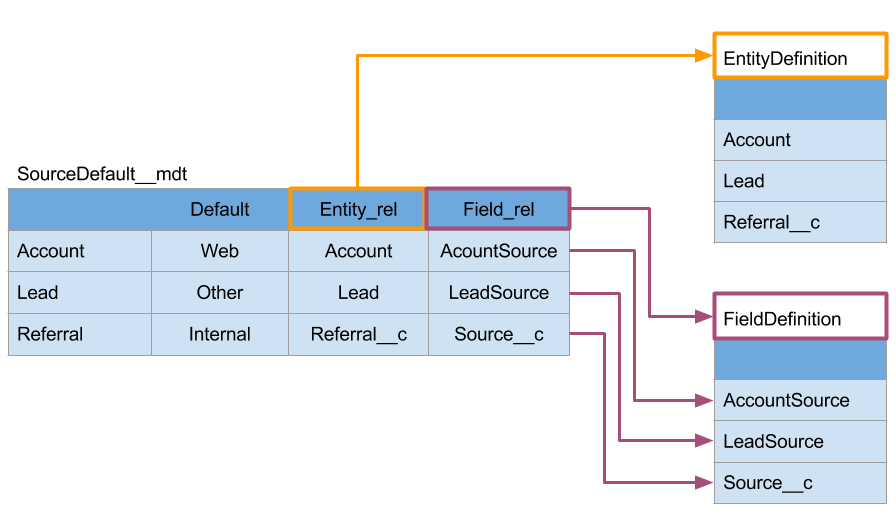 EntityDefinition
Account
Lead
Referral__c
SourceDefault__mdt
Default Entity_rel Field_rel
Account Web Account AcountSource
Lead Other Lead LeadSource
Referral Internal Referral__c Source__c
FieldDefinition
AccountSource
LeadSource
Source__c